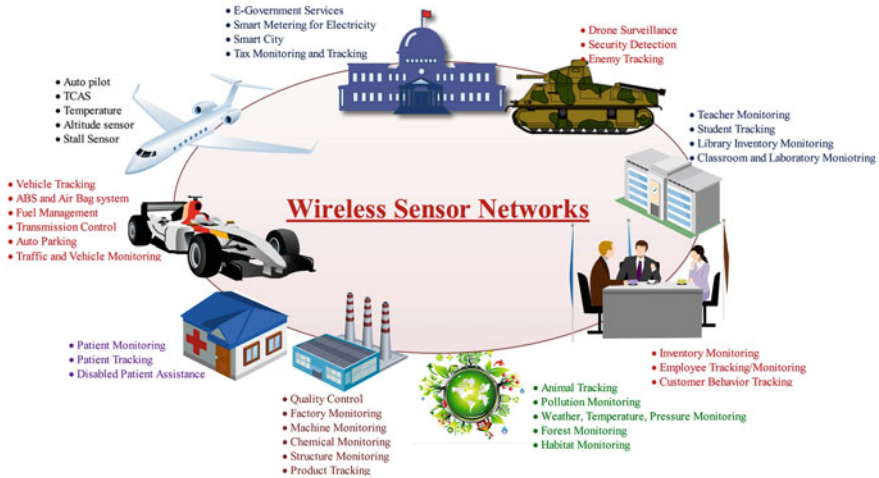 E-Government Services
Smart Metering for Electricity
Smart City
Tax Monitoring and Tracking
Drone Surveillance
Security Detection
Enemy Tracking
Auto pilot
TCAS
Temperature
Altitude sensor
Stall Sensor
Teacher Monitoring
Student Tracking
Library Inventory Monitoring
Classroom and Laboratory Moniotring
Vehicle Tracking
ABS and Air Bag system
Fuel Management
Transmission Control
Auto Parking
Traffic and Vehicle Monitoring
Wireless Sensor Networks
Patient Monitoring
Patient Tracking
Disabled Patient Assistance
Inventory Monitoring
Employee Tracking/Monitoring
Customer Behavior Tracking
Quality Control
Factory Monitoring
Machine Monitoring
Chemical Monitoring
Structure Monitoring
Product Tracking
Animal Tracking
Pollution Monitoring
Weather, Temperature, Pressure Monitoring
Forest Monitoring
Habitat Monitoring